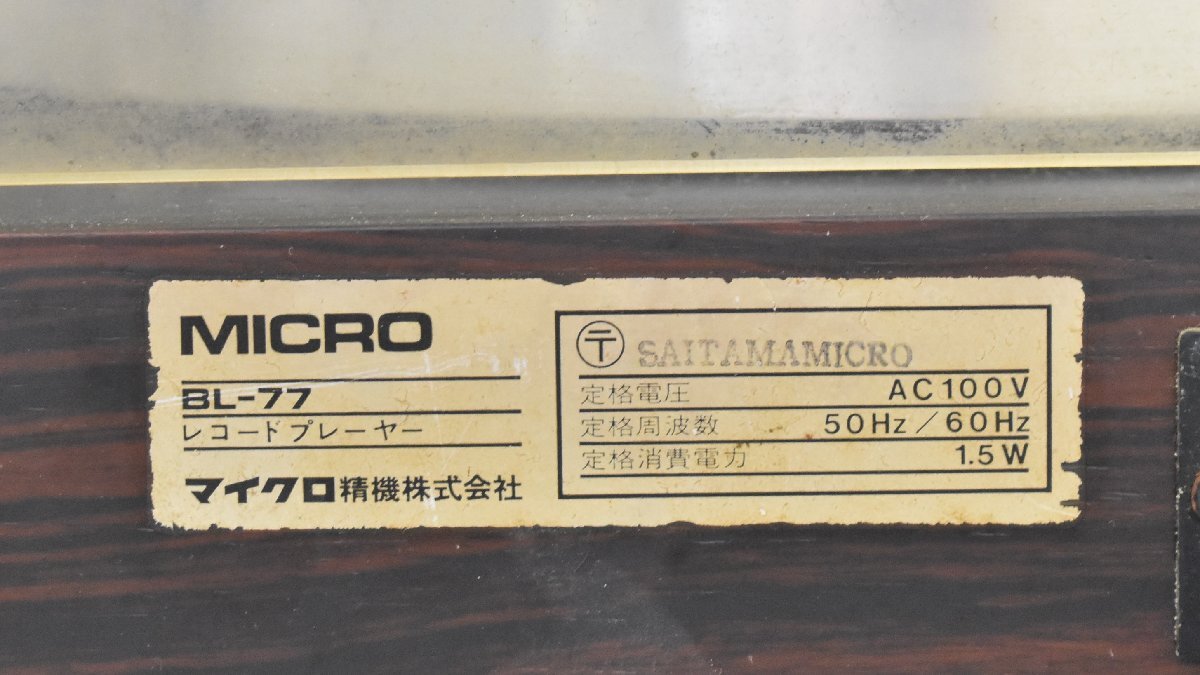 MICRO
BL-77
レコードプレーヤー
マイクロ精機株式会社
〒 SAITAMAMICRO
定格電圧 AC100V
定格周波数 50Hz/60Hz
定格消費電力 1.5W